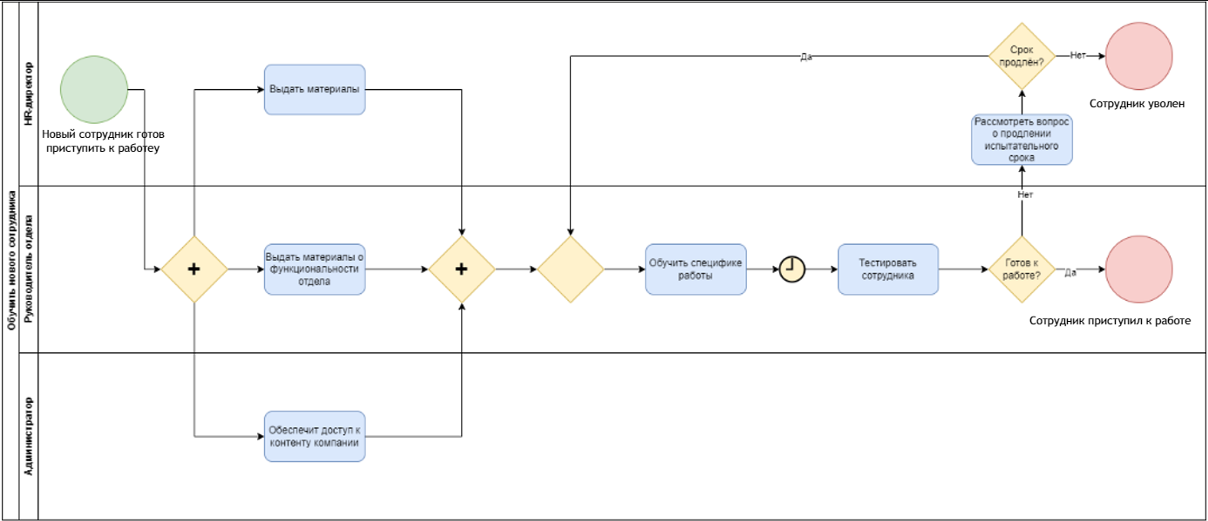 Обучить нового сотрудника
HR-директор
Новый сотрудник готов
приступить к работеу
Выдать материалы
Да
Срок
продлён?
Нет
Сотрудник уволен
Рассмотреть вопрос
о продлении
испытательного
срока
Нет
Руководитель отдела
Выдать материалы о
функциональности
отдела
Обучить специфике
работы
Тестировать
сотрудника
Готов к
работе?
Да
Сотрудник приступил к работе
Администратор
Обеспечит доступ к
контенту компании